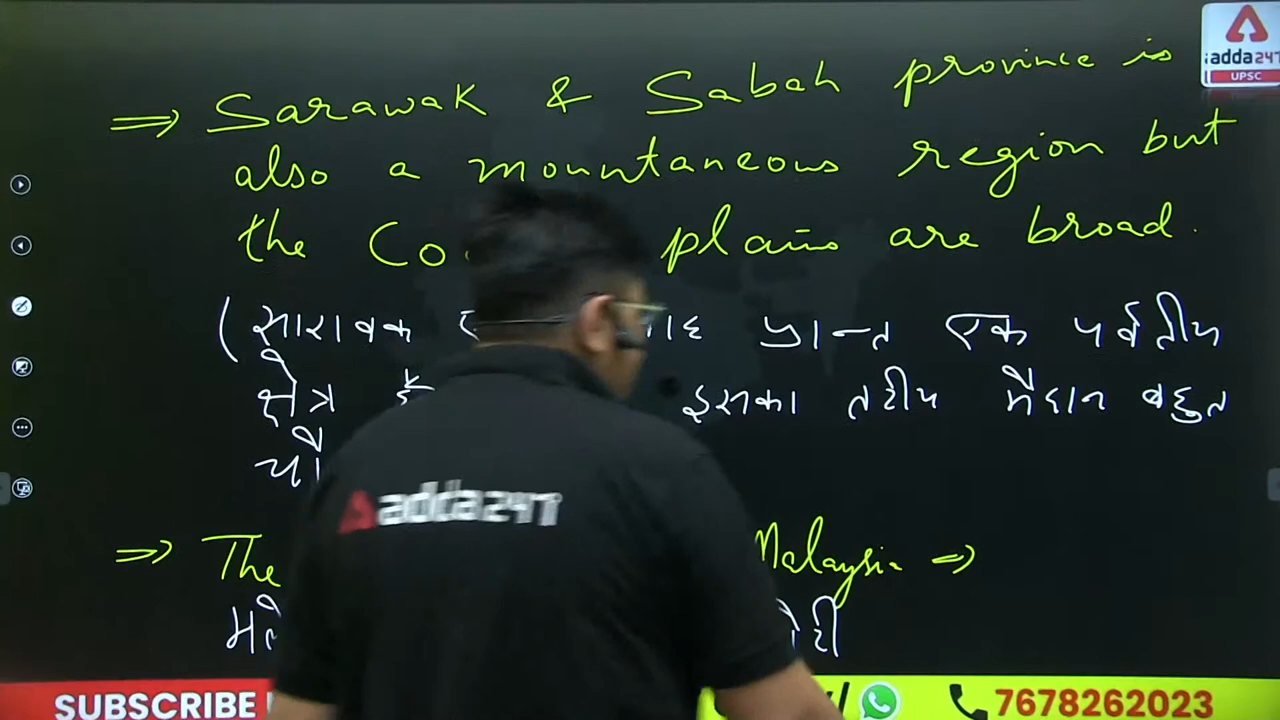 adda247
UPSC
⇒ Sarawak & Sabah province is
also a mountaneous region but
the plains are broad.
(सारावक प्रान्त एक पर्वतीय
क्षेत्र इसका तटीय मैदान बहुत
⇒ The Malaysia ⇒
adda247
SUBSCRIBE
7678262023